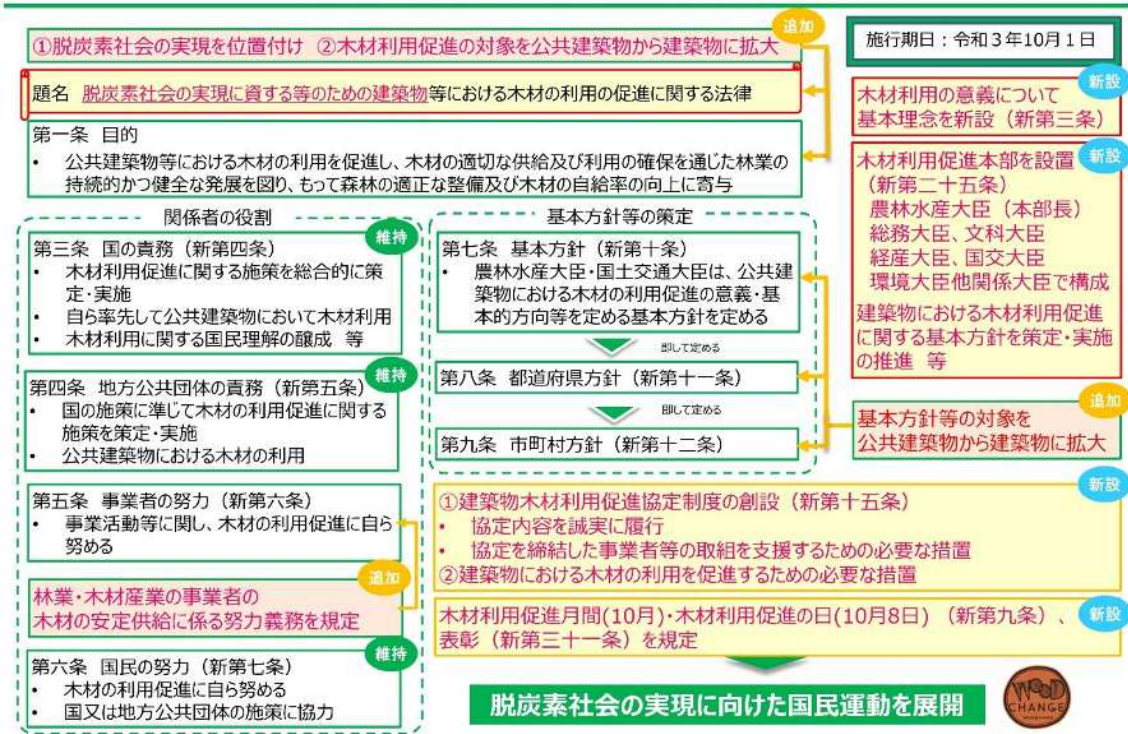 追加
①脱炭素社会の実現を位置付け ②木材利用促進の対象を公共建築物から建築物に拡大
施行期日：令和３年10月１日
題名 脱炭素社会の実現に資する等のための建築物等における木材の利用の促進に関する法律
第一条 目的
• 公共建築物等における木材の利用を促進し、木材の適切な供給及び利用の確保を通じた林業の
持続的かつ健全な発展を図り、もって森林の適正な整備及び木材の自給率の向上に寄与
新設
木材利用の意義について
基本理念を新設（新第三条）
新設
木材利用促進本部を設置
（新第二十五条）
農林水産大臣（本部長）
総務大臣、文科大臣
経産大臣、国交大臣
環境大臣他関係大臣で構成
建築物における木材利用促進
に関する基本方針を策定・実施
の推進 等
関係者の役割
維持
第三条 国の責務（新第四条）
• 木材利用促進に関する施策を総合的に策
定・実施
• 自ら率先して公共建築物において木材利用
• 木材利用に関する国民理解の醸成 等
維持
第四条 地方公共団体の責務（新第五条）
• 国の施策に準じて木材の利用促進に関する
施策を策定・実施
• 公共建築物における木材の利用
第五条 事業者の努力（新第六条）
• 事業活動等に関し、木材の利用促進に自ら
努める
追加
林業・木材産業の事業者の
木材の安定供給に係る努力義務を規定
維持
第六条 国民の努力（新第七条）
• 木材の利用促進に自ら努める
• 国又は地方公共団体の施策に協力
基本方針等の策定
第七条 基本方針（新第十条）
• 農林水産大臣・国土交通大臣は、公共建
築物における木材の利用促進の意義・基
本的方向等を定める基本方針を定める
即して定める
第八条 都道府県方針（新第十一条）
即して定める
第九条 市町村方針（新第十二条）
追加
基本方針等の対象を
公共建築物から建築物に拡大
新設
①建築物木材利用促進協定制度の創設（新第十五条）
• 協定内容を誠実に履行
• 協定を締結した事業者等の取組を支援するための必要な措置
②建築物における木材の利用を促進するための必要な措置
新設
木材利用促進月間(10月)・木材利用促進の日(10月8日)（新第九条）、
表彰（新第三十一条）を規定
脱炭素社会の実現に向けた国民運動を展開
WOOD
CHANGE